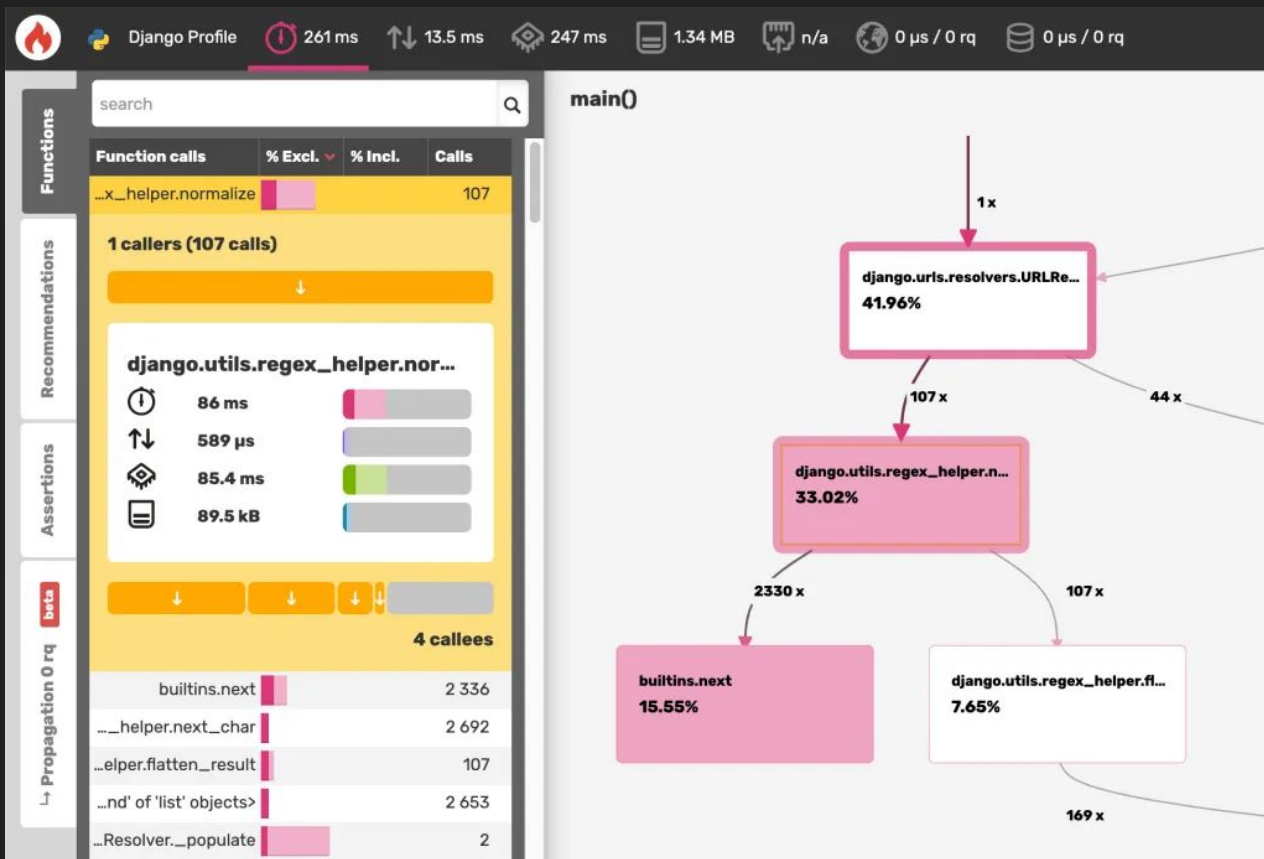 Django Profile 261 ms 13.5 ms 247 ms 1.34 MB n/a 0 µs / 0 rq 0 µs / 0 rq
Functions
Recommendations
Assertions
↳ Propagation 0 rq beta
search
Function calls % Excl. % Incl. Calls
…x_helper.normalize 107
1 callers (107 calls)
↓
django.utils.regex_helper.nor…
86 ms
589 µs
85.4 ms
89.5 kB
↓ ↓ ↓ ↓
4 callees
builtins.next 2 336
…_helper.next_char 2 692
…elper.flatten_result 107
…nd' of 'list' objects> 2 653
…Resolver._populate 2
main()
1 x
django.urls.resolvers.URLRe…
41.96%
107 x
44 x
django.utils.regex_helper.n…
33.02%
2330 x
107 x
builtins.next
15.55%
django.utils.regex_helper.fl…
7.65%
169 x